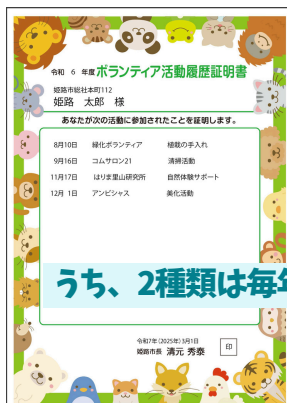 令和 6 年度 ボランティア活動履歴証明書
姫路市総社本町112
姫路 太郎 様
あなたが次の活動に参加されたことを証明します。
8月10日 緑化ボランティア 植栽の手入れ
9月16日 コムサロン21 清掃活動
11月17日 はりま里山研究所 自然体験サポート
12月 1日 アンビシャス 美化活動
うち、2種類は毎年
令和7年(2025年)3月1日
姫路市長 清元 秀泰 印